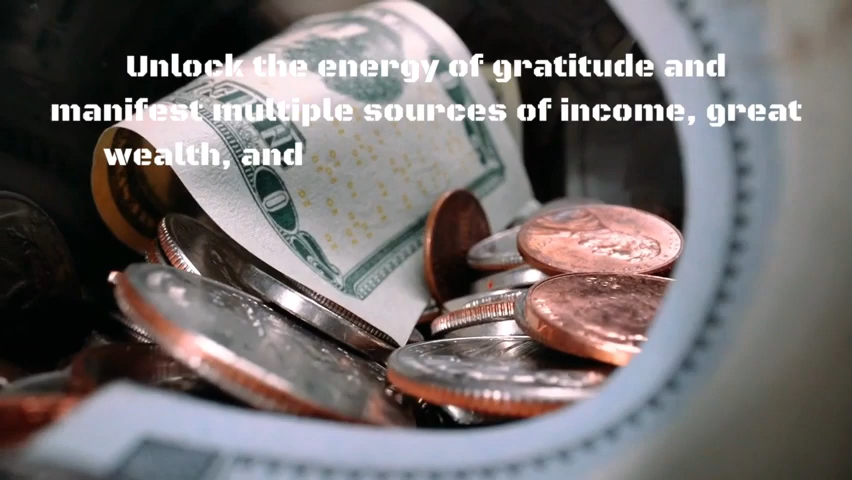 Unlock the energy of gratitude and
manifest multiple sources of income, great
wealth, and